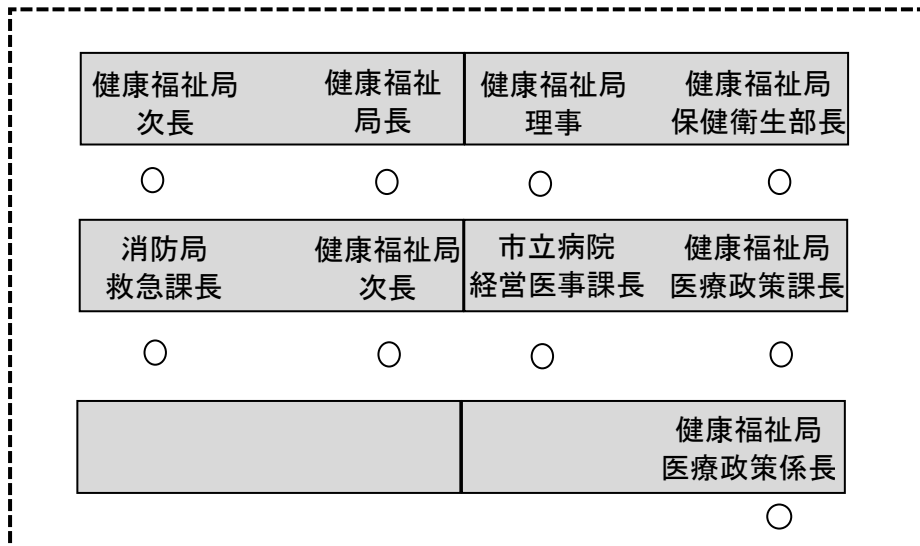 健康福祉局
次長
健康福祉
局長
健康福祉局
理事
健康福祉局
保健衛生部長
消防局
救急課長
健康福祉局
次長
市立病院
経営医事課長
健康福祉局
医療政策課長
健康福祉局
医療政策係長